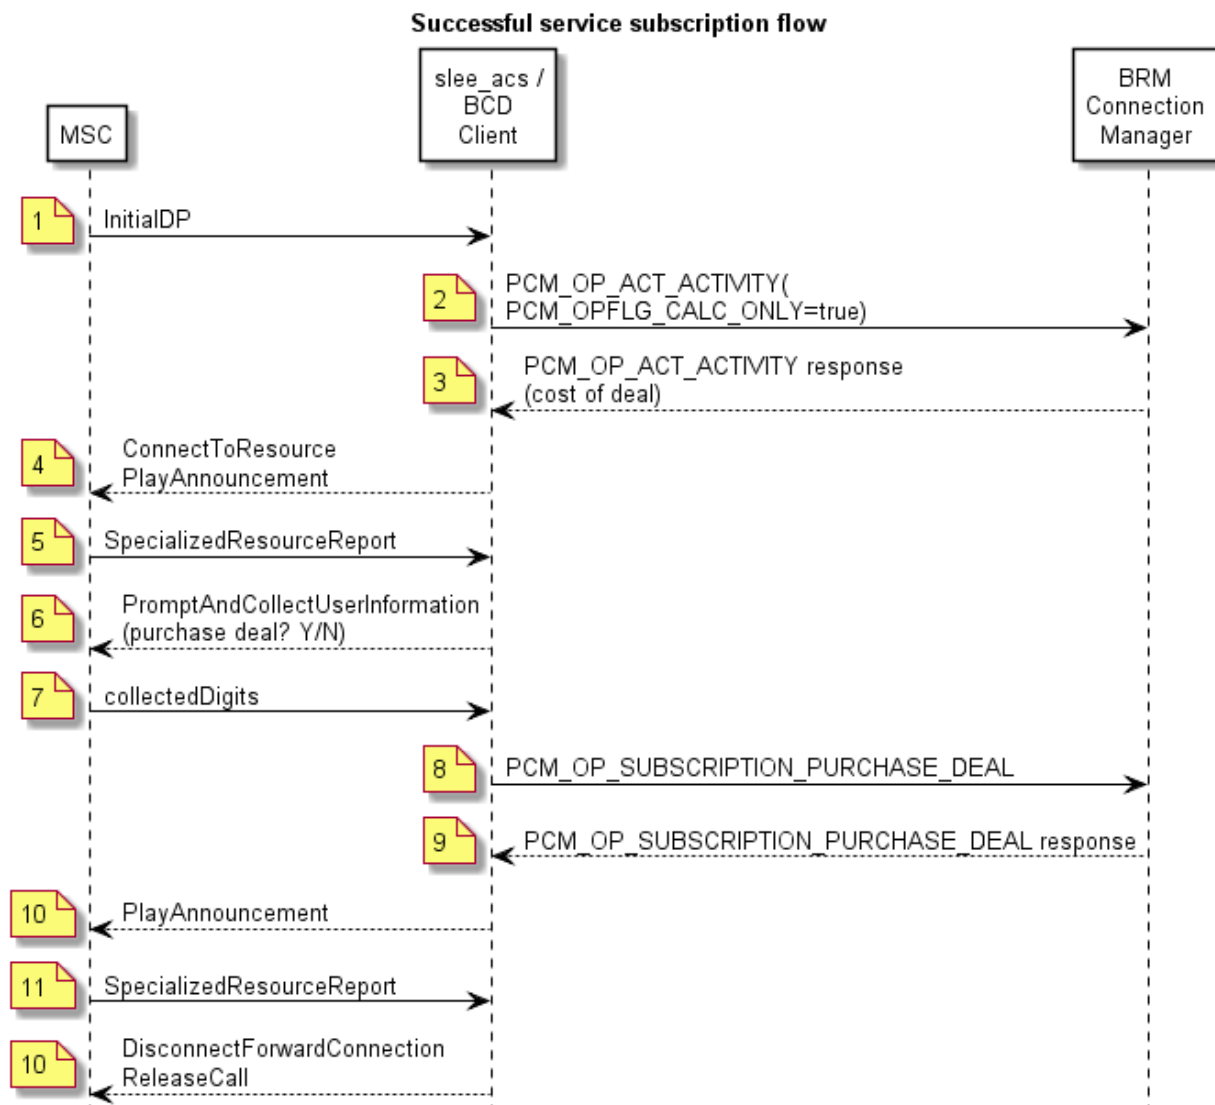 Successful service subscription flow
MSC
slee_acs /
BCD
Client
BRM
Connection
Manager
1
InitialDP
2
PCM_OP_ACT_ACTIVITY(
PCM_OPFLG_CALC_ONLY=true)
3
PCM_OP_ACT_ACTIVITY response
(cost of deal)
4
ConnectToResource
PlayAnnouncement
5
SpecializedResourceReport
6
PromptAndCollectUserInformation
(purchase deal? Y/N)
7
collectedDigits
8
PCM_OP_SUBSCRIPTION_PURCHASE_DEAL
9
PCM_OP_SUBSCRIPTION_PURCHASE_DEAL response
10
PlayAnnouncement
11
SpecializedResourceReport
10
DisconnectForwardConnection
ReleaseCall